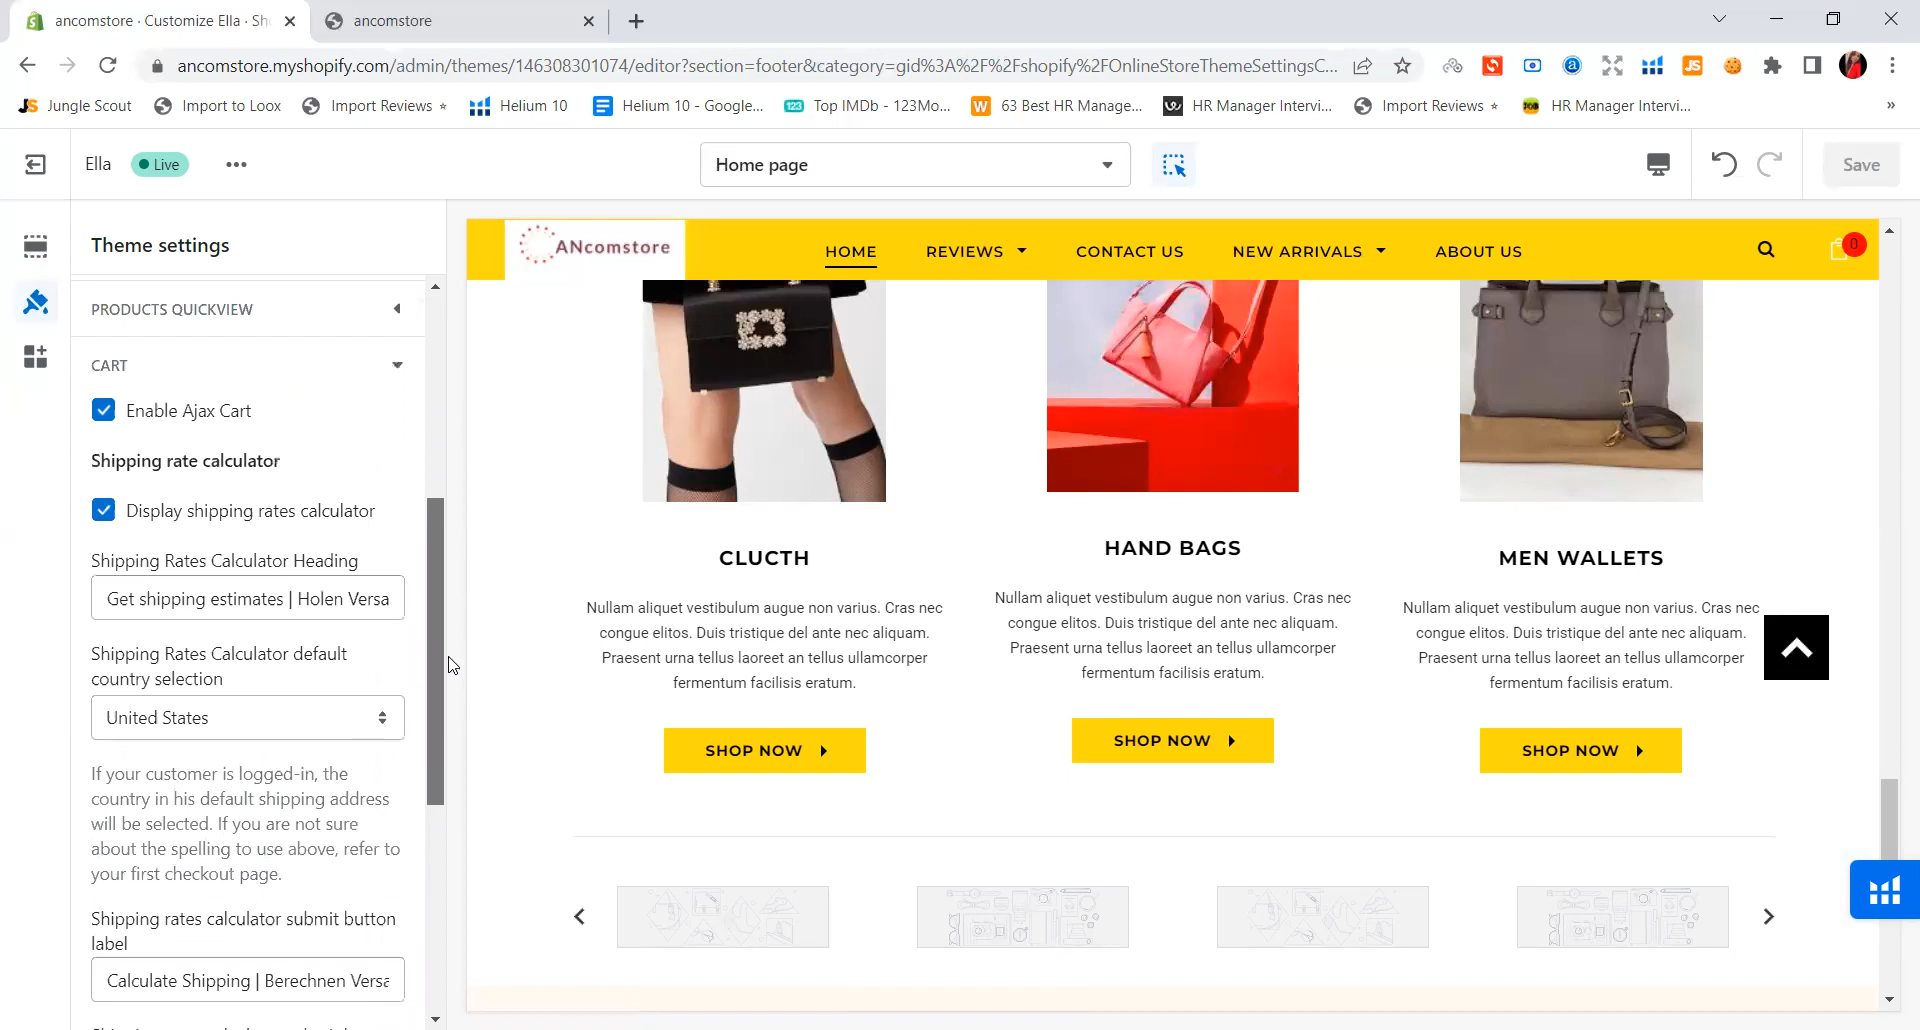 ancomstore · Customize Ella · Sh
ancomstore
ancomstore.myshopify.com/admin/themes/146308301074/editor?section=footer&category=gid%3A%2F%2Fshopify%2FOnlineStoreThemeSettingsC...
Jungle Scout
Import to Loox
Import Reviews ⭑
Helium 10
Helium 10 - Google...
123
Top IMDb - 123Mo...
W
63 Best HR Manage...
HR Manager Intervi...
Import Reviews ⭑
HR Manager Intervi...
»
Ella
Live
Home page
Save
Theme settings
PRODUCTS QUICKVIEW
CART
Enable Ajax Cart
Shipping rate calculator
Display shipping rates calculator
Shipping Rates Calculator Heading
Get shipping estimates | Holen Versa
Shipping Rates Calculator default
country selection
United States
If your customer is logged-in, the
country in his default shipping address
will be selected. If you are not sure
about the spelling to use above, refer to
your first checkout page.
Shipping rates calculator submit button
label
Calculate Shipping | Berechnen Versa
ANcomstore
HOME
REVIEWS
CONTACT US
NEW ARRIVALS
ABOUT US
0
CLUCTH
Nullam aliquet vestibulum augue non varius. Cras nec
congue elitos. Duis tristique del ante nec aliquam.
Praesent urna tellus laoreet an tellus ullamcorper
fermentum facilisis eratum.
SHOP NOW
HAND BAGS
Nullam aliquet vestibulum augue non varius. Cras nec
congue elitos. Duis tristique del ante nec aliquam.
Praesent urna tellus laoreet an tellus ullamcorper
fermentum facilisis eratum.
SHOP NOW
MEN WALLETS
Nullam aliquet vestibulum augue non varius. Cras nec
congue elitos. Duis tristique del ante nec aliquam.
Praesent urna tellus laoreet an tellus ullamcorper
fermentum facilisis eratum.
SHOP NOW